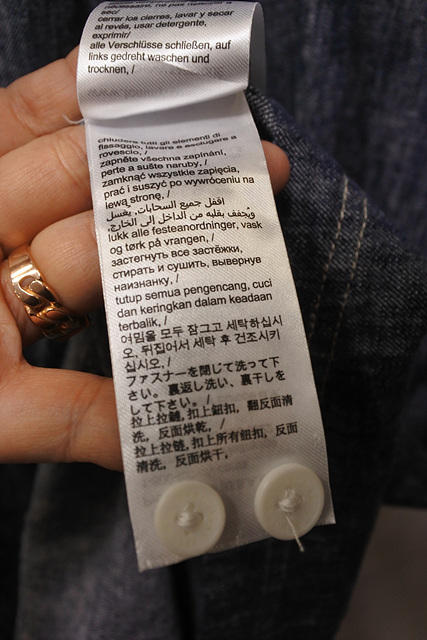 nécessaire, ne pas
sec/
cerrar los cierres, lavar y secar
al revés, usar detergente,
exprimir/
alle Verschlüsse schließen, auf
links gedreht waschen und
trocknen, /
chiudere tutti gli elementi di
fissaggio, lavare e asciugare a
rovescio, /
zapněte všechna zapínání,
perte a sušte naruby, /
zamknąć wszystkie zapięcia,
prać i suszyć po wywróceniu na
lewą stronę, /
اقفل جميع السحابات، يغسل
ويُجفف بقلبه من الداخل إلى الخارج،
lukk alle festeanordninger, vask
og tørk på vrangen, /
застегнуть все застёжки,
стирать и сушить, вывернув
наизнанку, /
tutup semua pengencang, cuci
dan keringkan dalam keadaan
terbalik, /
여밈을 모두 잠그고 세탁하십시
오, 뒤집어서 세탁 후 건조시키
십시오, /
ファスナーを閉じて洗って下
さい。裏返し洗い、裏干しを
して下さい。 /
拉上拉鏈,扣上鈕扣, 翻反面清
洗, 反面烘乾, /
拉上拉链,扣上所有纽扣, 反面
清洗, 反面烘干,